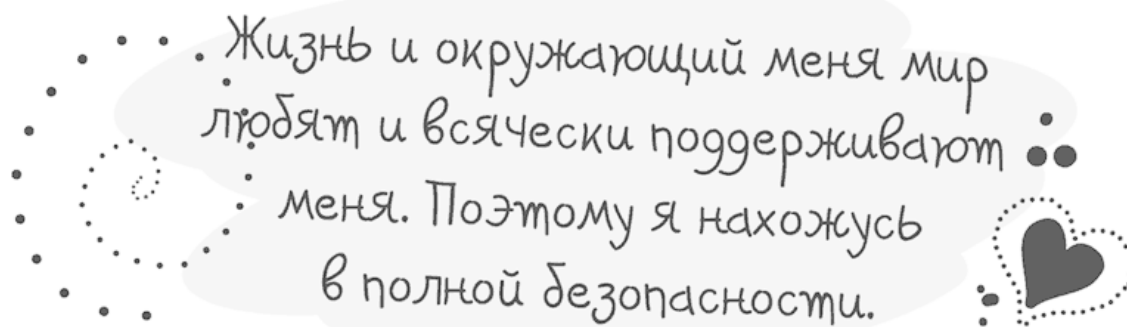 Жизнь и окружающий меня мир
любят и всячески поддерживают
меня. Поэтому я нахожусь
в полной безопасности.